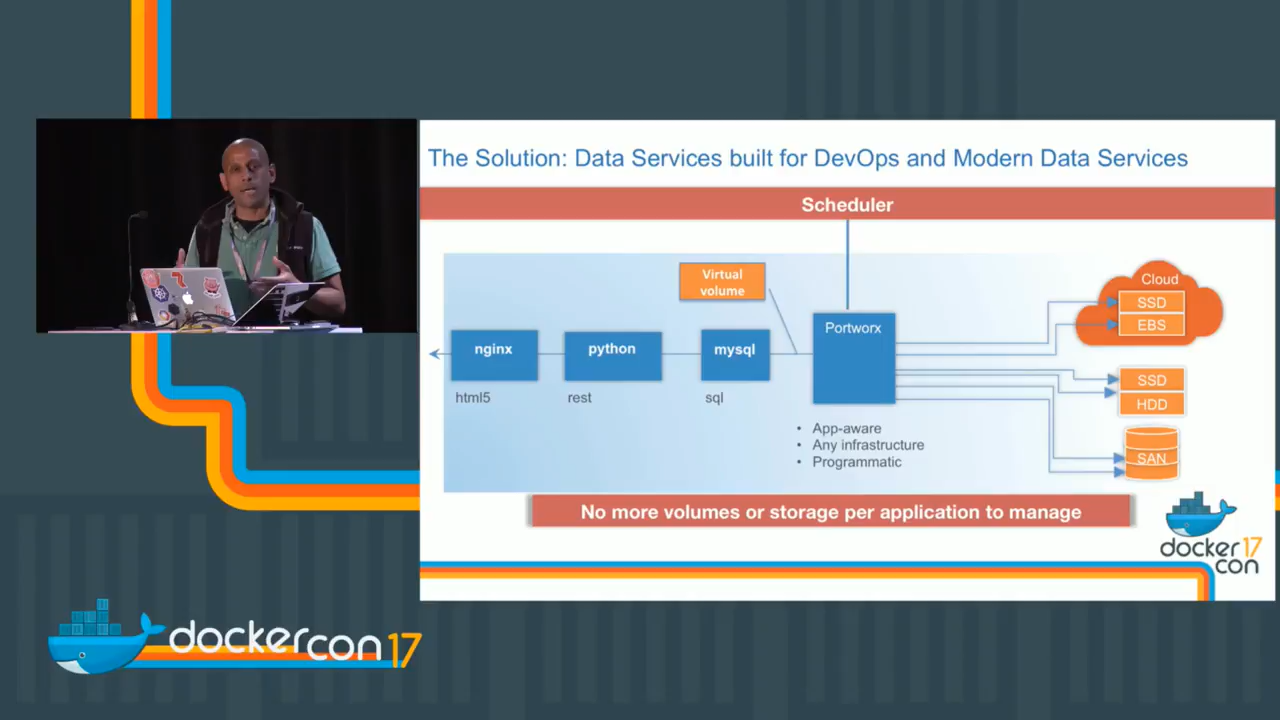 The Solution: Data Services built for DevOps and Modern Data Services
Scheduler
Virtual
volume
Cloud
SSD
EBS
Portworx
nginx
python
mysql
html5
rest
sql
SSD
HDD
• App-aware
• Any infrastructure
• Programmatic
SAN
No more volumes or storage per application to manage
docker 17
con
dockercon 17